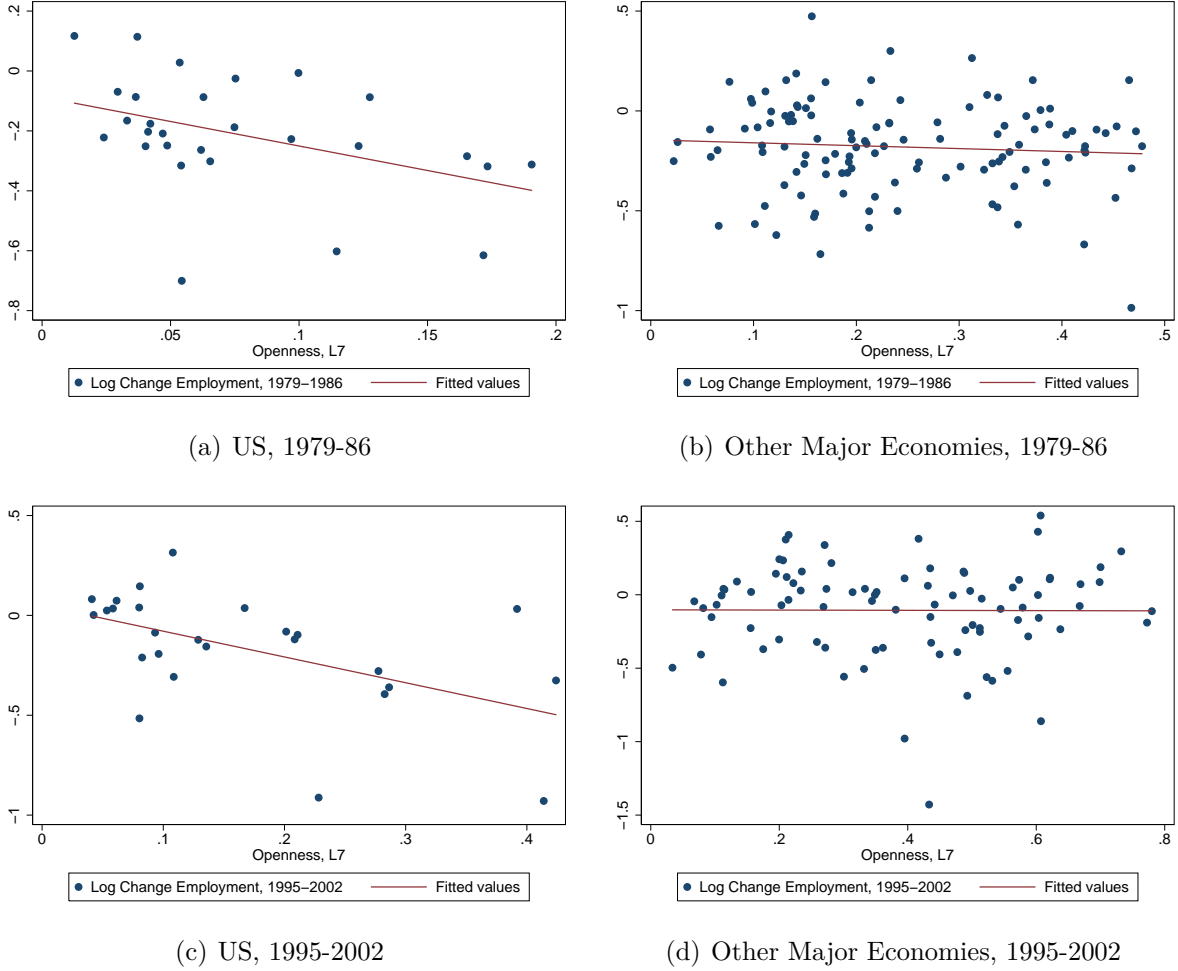 .2
0
−.2
−.4
−.6
−.8
0
.05
.1
.15
.2
Openness, L7
Log Change Employment, 1979−1986
Fitted values
(a) US, 1979-86
.5
0
−.5
−1
0
.1
.2
.3
.4
.5
Openness, L7
Log Change Employment, 1979−1986
Fitted values
(b) Other Major Economies, 1979-86
.5
0
−.5
−1
0
.1
.2
.3
.4
Openness, L7
Log Change Employment, 1995−2002
Fitted values
(c) US, 1995-2002
.5
0
−.5
−1
−1.5
0
.2
.4
.6
.8
Openness, L7
Log Change Employment, 1995−2002
Fitted values
(d) Other Major Economies, 1995-2002